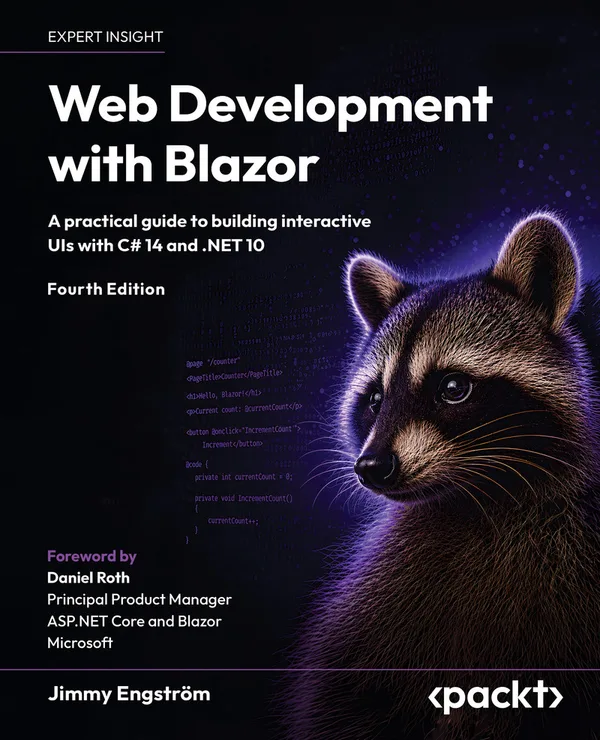 EXPERT INSIGHT
Web Development
with Blazor
A practical guide to building interactive
UIs with C# 14 and .NET 10
Fourth Edition
@page "/counter"
<PageTitle>Counter</PageTitle>
<h1>Hello, Blazor!</h1>
<p>Current count: @currentCount</p>
<button @onclick="IncrementCount">
Increment</button>
@code {
private int currentCount = 0;
private void IncrementCount()
{
currentCount++;
}
}
Foreword by
Daniel Roth
Principal Product Manager
ASP.NET Core and Blazor
Microsoft
Jimmy Engström
<packt>